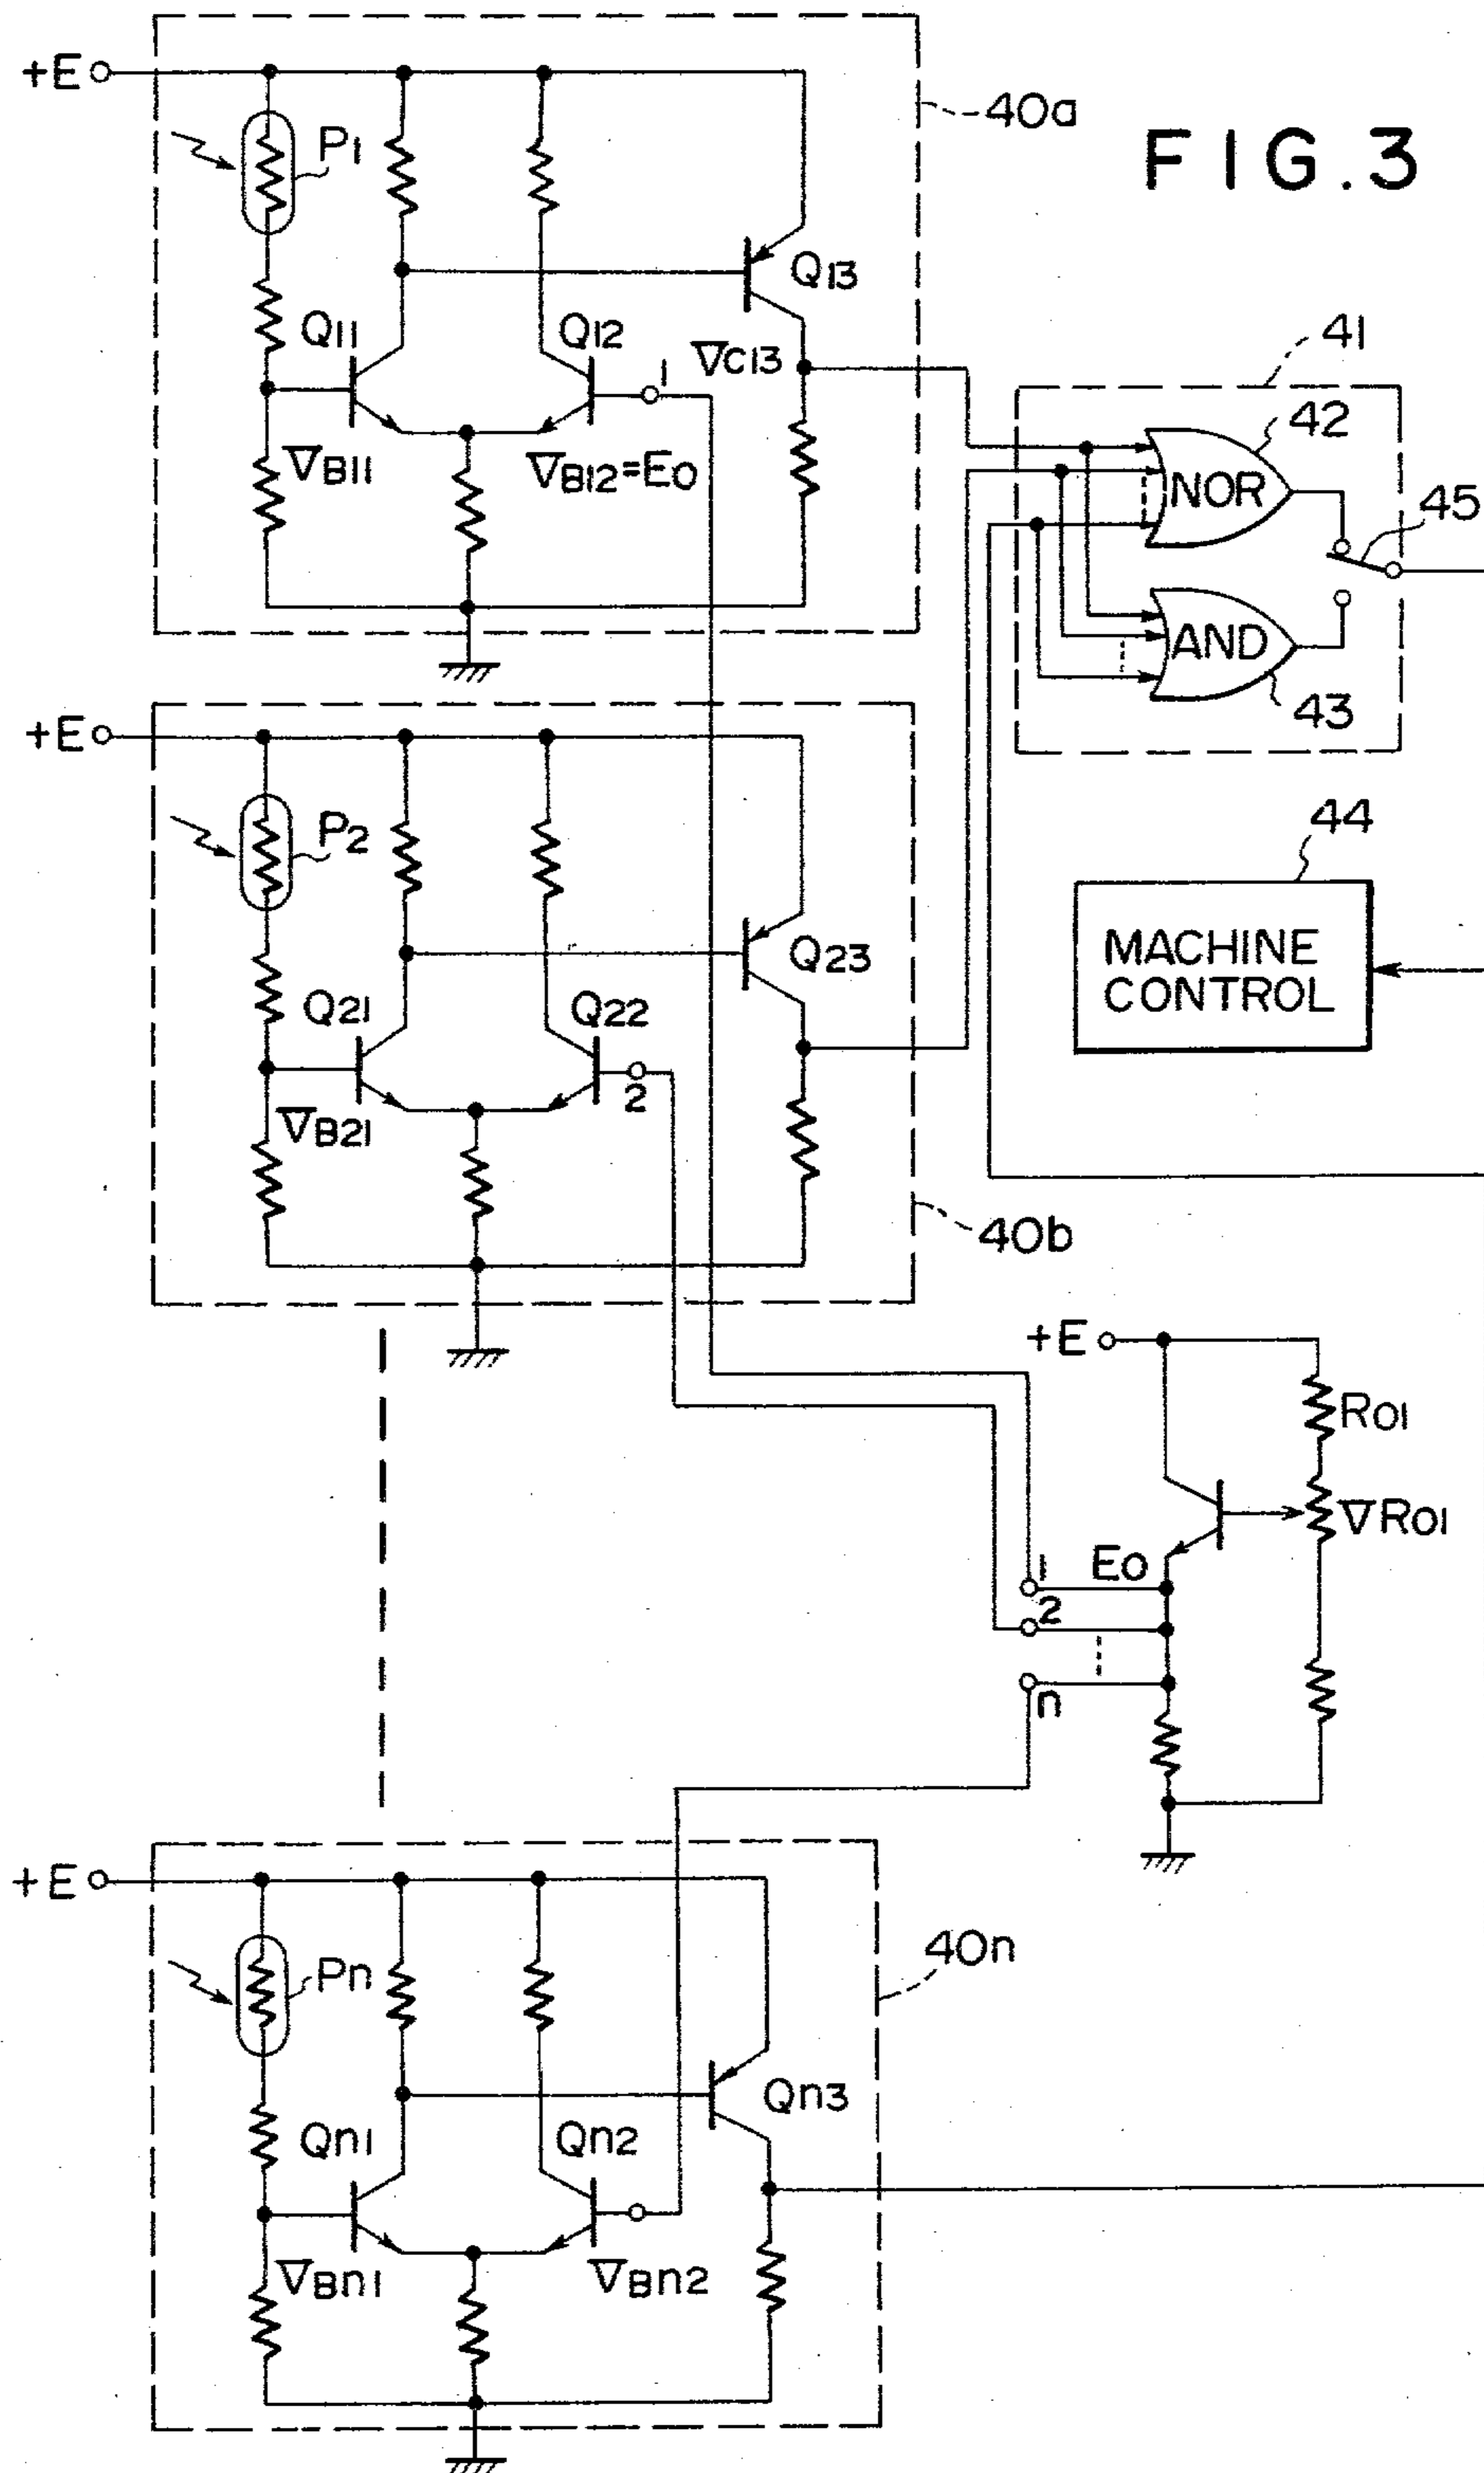 FIG.3
+E
40a
P1
Q11
Q12
Q13
1
VB11
VB12=E0
VC13
41
42
NOR
45
AND
43
+E
P2
Q21
Q22
Q23
2
VB21
40b
44
MACHINE
CONTROL
+E
R01
VR01
E0
1
2
n
+E
40n
Pn
Qn1
Qn2
Qn3
VBn1
VBn2